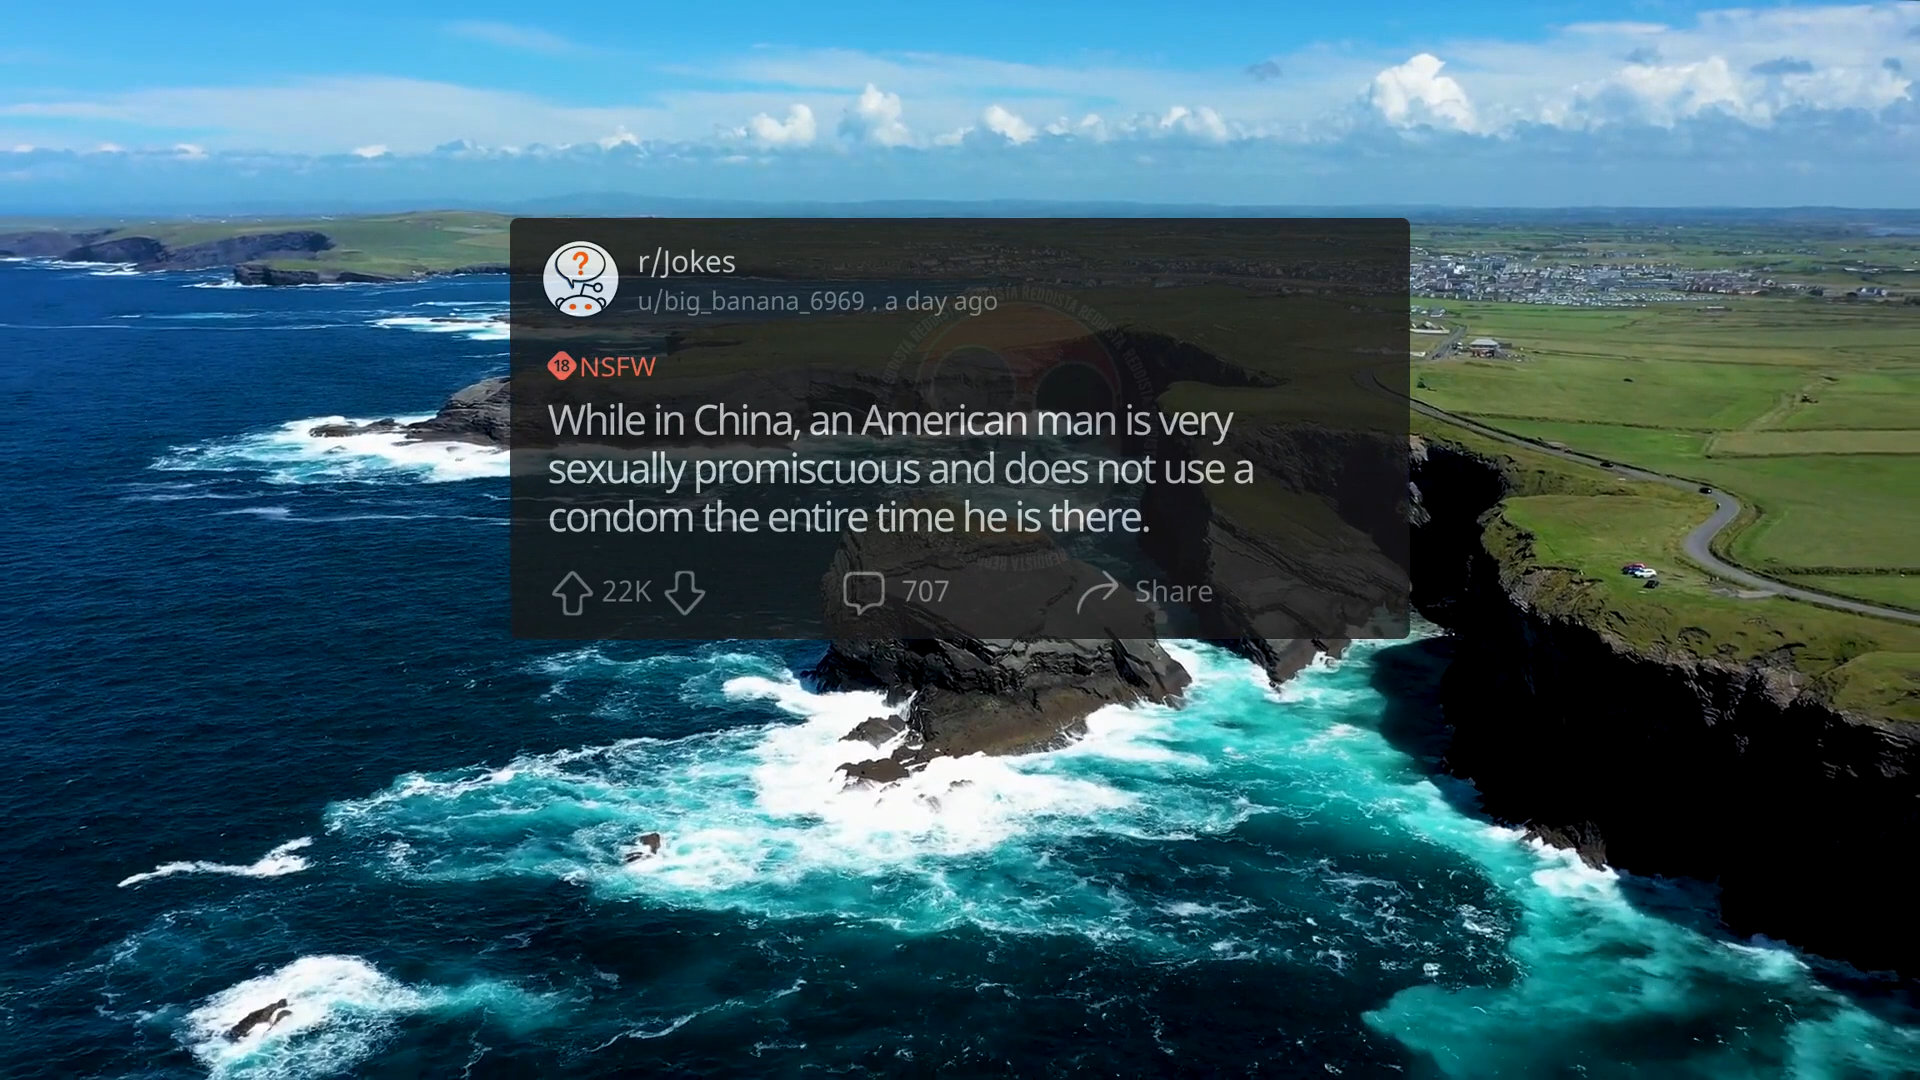 r/Jokes
u/big_banana_6969 . a day ago
18 NSFW
While in China, an American man is very
sexually promiscuous and does not use a
condom the entire time he is there.
22K 707 Share